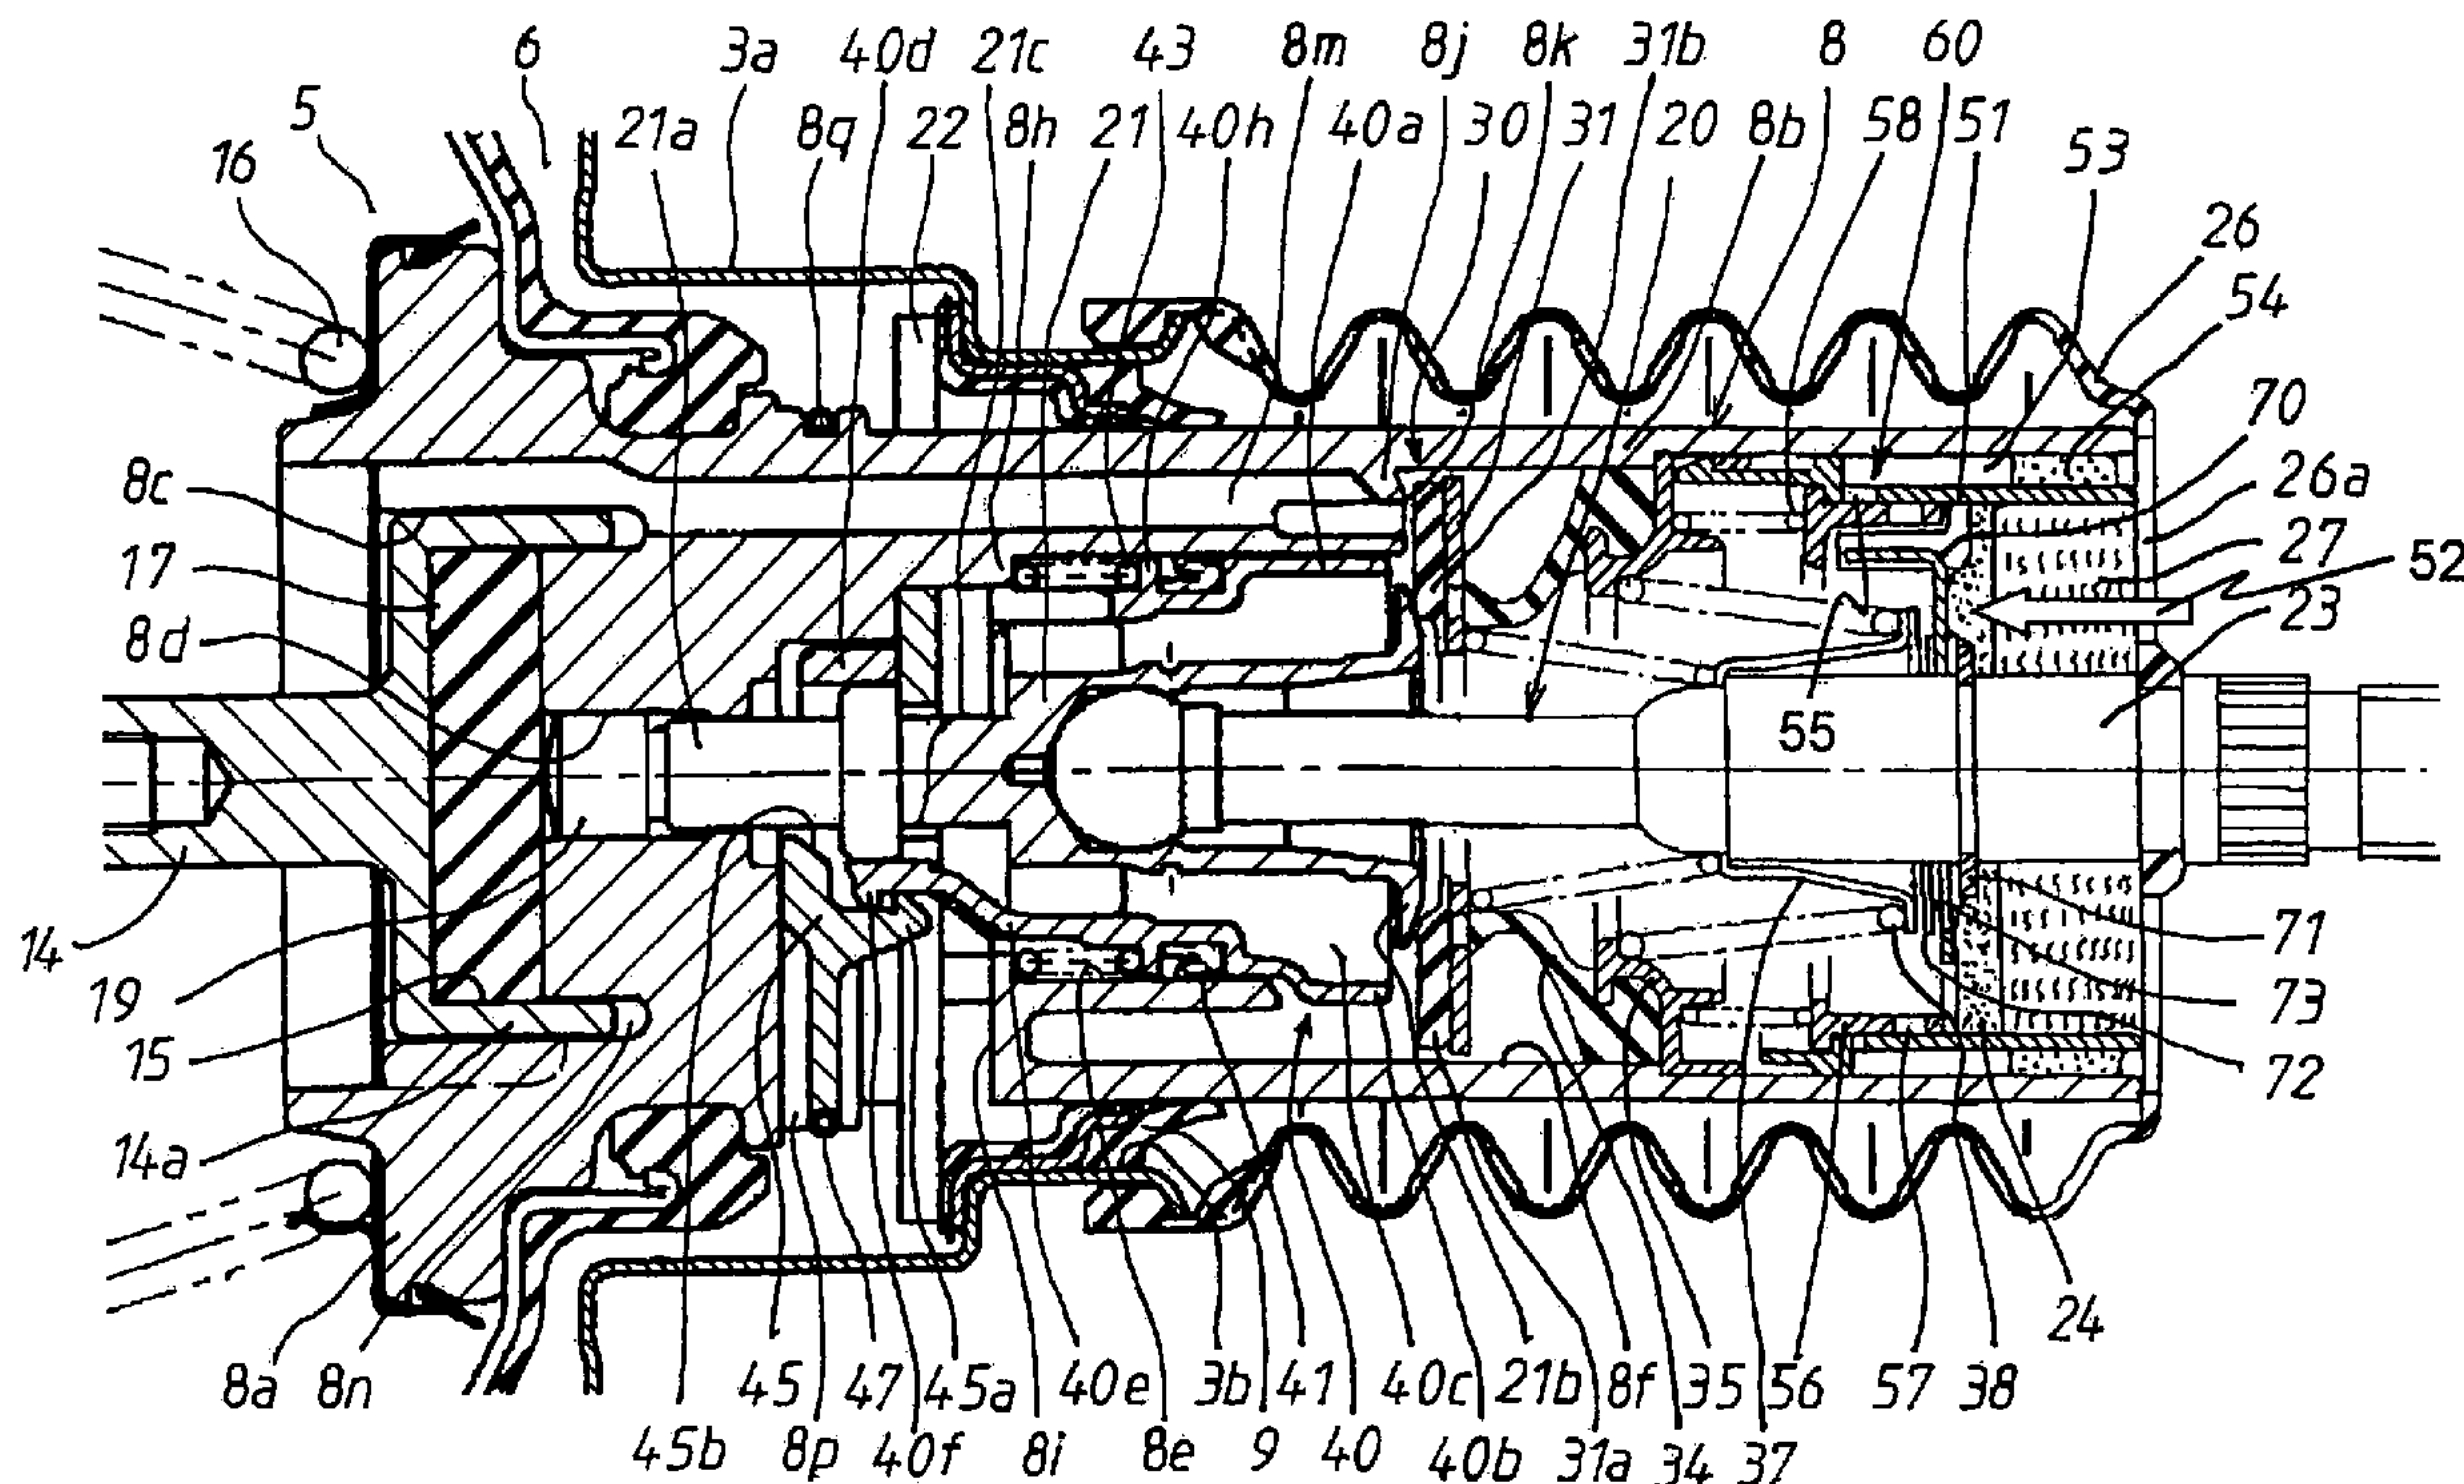 6 3a 40d 21c 43 8m 8j 8k 31b 8 60
5 21a 8q 22 8h 21 40h 40a 30 31 20 8b 58 51 53
16 26
54
70
8c 26a
17 27 52
8d 23
55
14 71
19 73
15 72
14a
24
8a 8n 45 47 45a 40e 3b 41 40c 21b 8f 35 56 57 38
45b 8p 40f 8i 8e 9 40 40b 31a 34 37